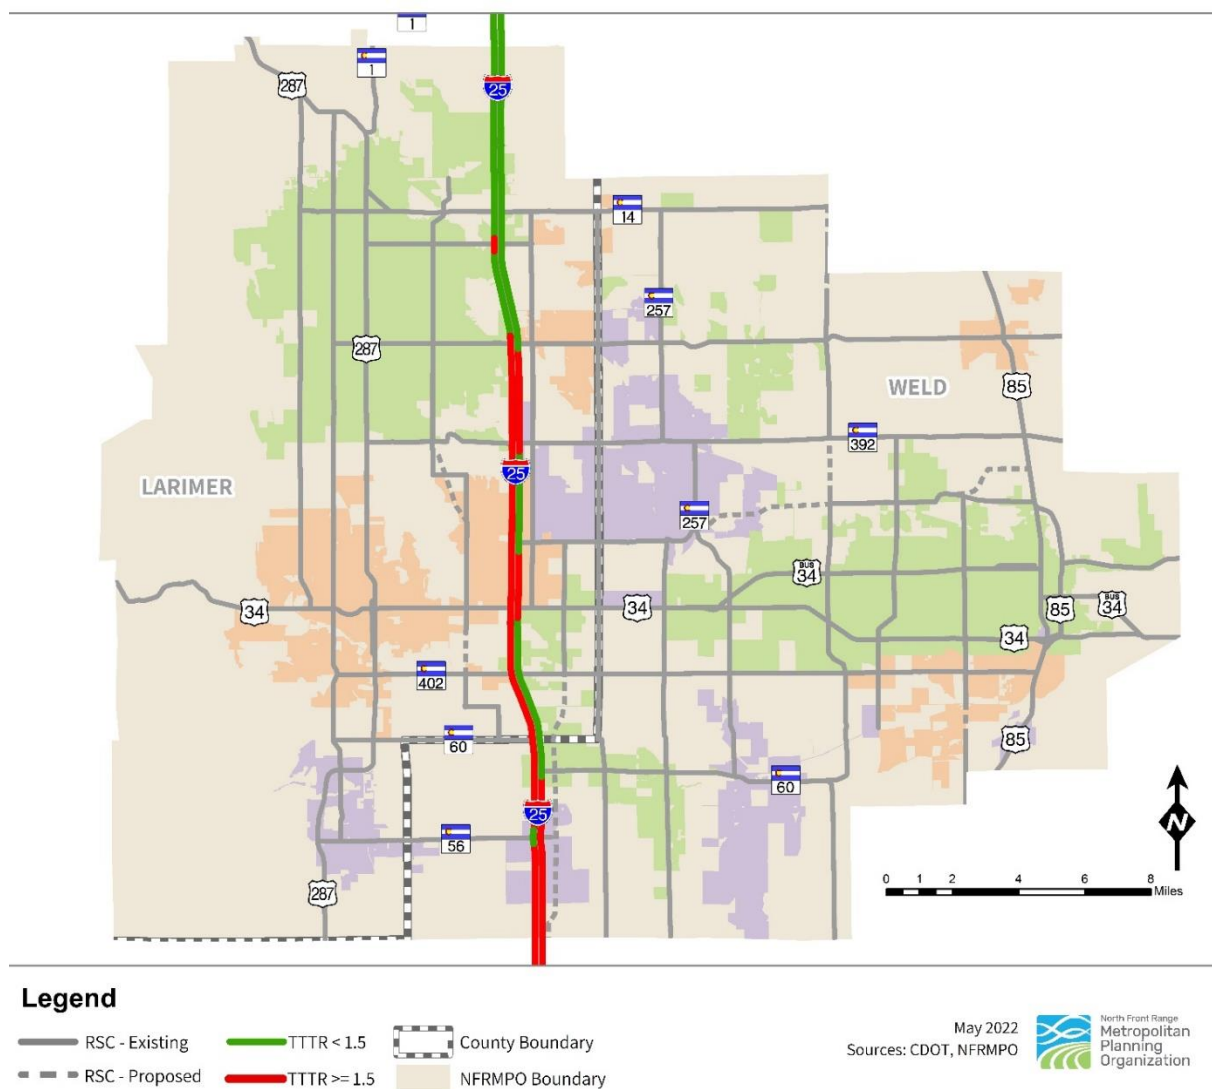 1
1
287
25
14
257
287
85
WELD
392
25
LARIMER
257
BUS
34
34
34
85
BUS
34
34
402
60
85
60
25
56
287
N
0 1 2 4 6 8
Miles
Legend
RSC - Existing
TTTR < 1.5
County Boundary
RSC - Proposed
TTTR >= 1.5
NFRMPO Boundary
May 2022
Sources: CDOT, NFRMPO
North Front Range
Metropolitan
Planning
Organization